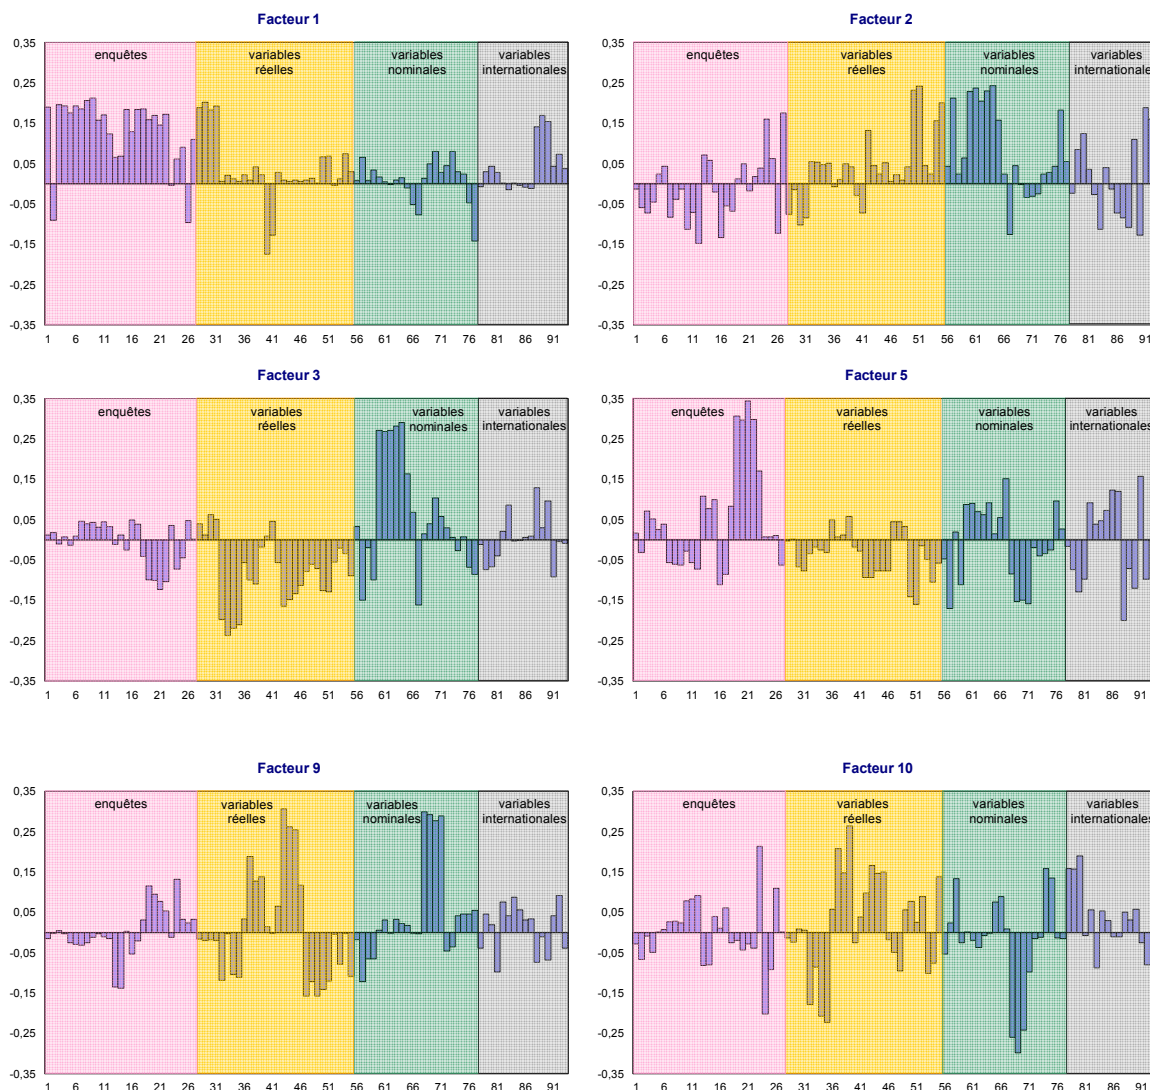 Facteur 1
0,35
0,25
0,15
0,05
-0,05
-0,15
-0,25
-0,35
enquêtes
variables
réelles
variables
nominales
variables
internationales
1 6 11 16 21 26 31 36 41 46 51 56 61 66 71 76 81 86 91
Facteur 2
0,35
0,25
0,15
0,05
-0,05
-0,15
-0,25
-0,35
enquêtes
variables
réelles
variables
nominales
variables
internationales
1 6 11 16 21 26 31 36 41 46 51 56 61 66 71 76 81 86 91
Facteur 3
0,35
0,25
0,15
0,05
-0,05
-0,15
-0,25
-0,35
enquêtes
variables
réelles
variables
nominales
variables
internationales
1 6 11 16 21 26 31 36 41 46 51 56 61 66 71 76 81 86 91
Facteur 5
0,35
0,25
0,15
0,05
-0,05
-0,15
-0,25
-0,35
enquêtes
variables
réelles
variables
nominales
variables
internationales
1 6 11 16 21 26 31 36 41 46 51 56 61 66 71 76 81 86 91
Facteur 9
0,35
0,25
0,15
0,05
-0,05
-0,15
-0,25
-0,35
enquêtes
variables
réelles
variables
nominales
variables
internationales
1 6 11 16 21 26 31 36 41 46 51 56 61 66 71 76 81 86 91
Facteur 10
0,35
0,25
0,15
0,05
-0,05
-0,15
-0,25
-0,35
enquêtes
variables
réelles
variables
nominales
variables
internationales
1 6 11 16 21 26 31 36 41 46 51 56 61 66 71 76 81 86 91